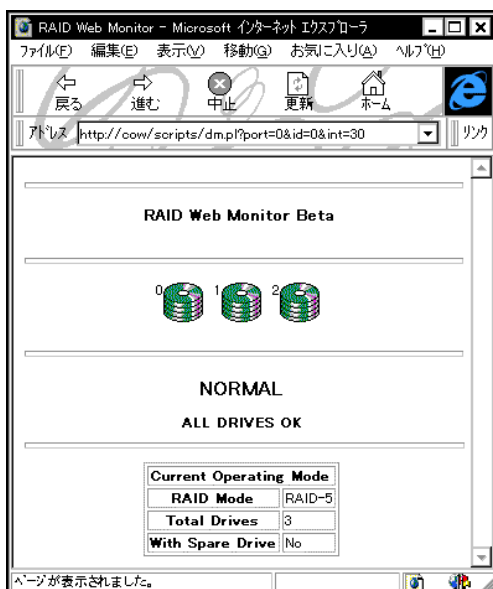 RAID Web Monitor - Microsoft インターネット エクスプローラ
ファイル(F) 編集(E) 表示(V) 移動(G) お気に入り(A) ヘルプ(H)
戻る 進む 中止 更新 ホーム
アドレス http://cow/scripts/dm.pl?port=0&id=0&int=30 リンク
RAID Web Monitor Beta
0 1 2
NORMAL
ALL DRIVES OK
Current Operating Mode
RAID Mode RAID-5
Total Drives 3
With Spare Drive No
ページが表示されました。